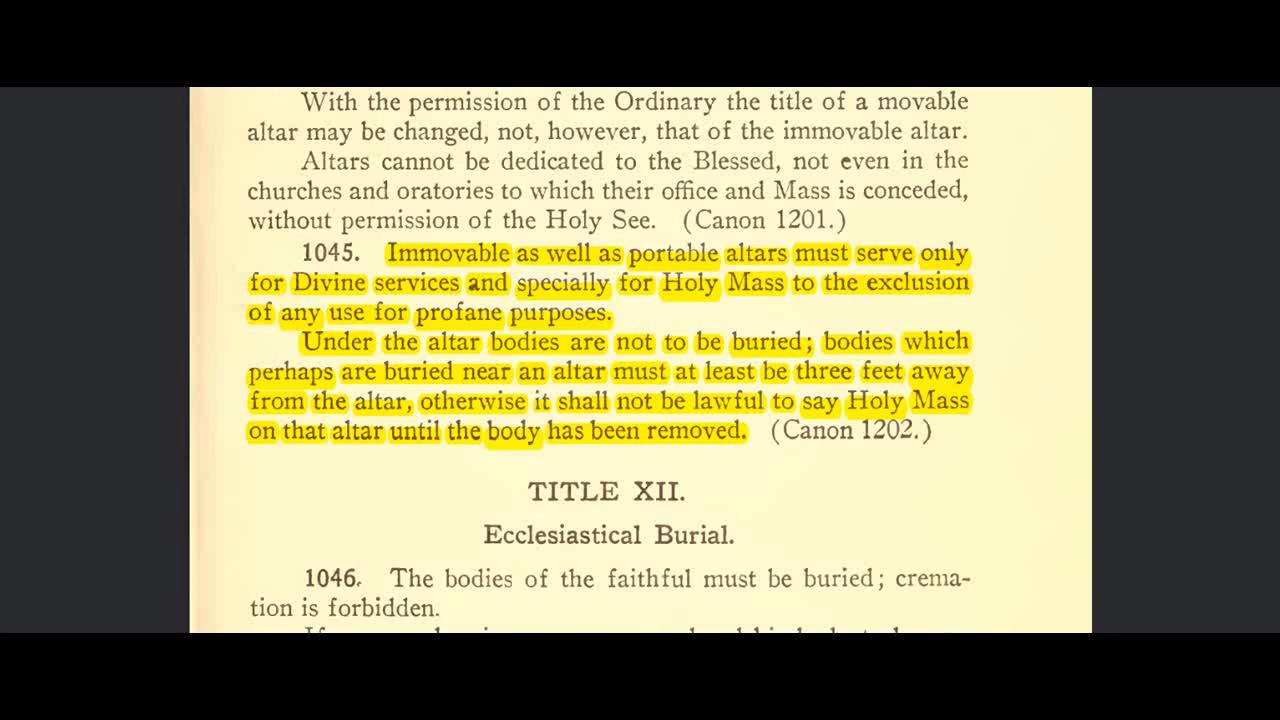 With the permission of the Ordinary the title of a movable
altar may be changed, not, however, that of the immovable altar.
Altars cannot be dedicated to the Blessed, not even in the
churches and oratories to which their office and Mass is conceded,
without permission of the Holy See. (Canon 1201.)
1045. Immovable as well as portable altars must serve only
for Divine services and specially for Holy Mass to the exclusion
of any use for profane purposes.
Under the altar bodies are not to be buried; bodies which
perhaps are buried near an altar must at least be three feet away
from the altar, otherwise it shall not be lawful to say Holy Mass
on that altar until the body has been removed. (Canon 1202.)
TITLE XII.
Ecclesiastical Burial.
1046. The bodies of the faithful must be buried; crema-
tion is forbidden.